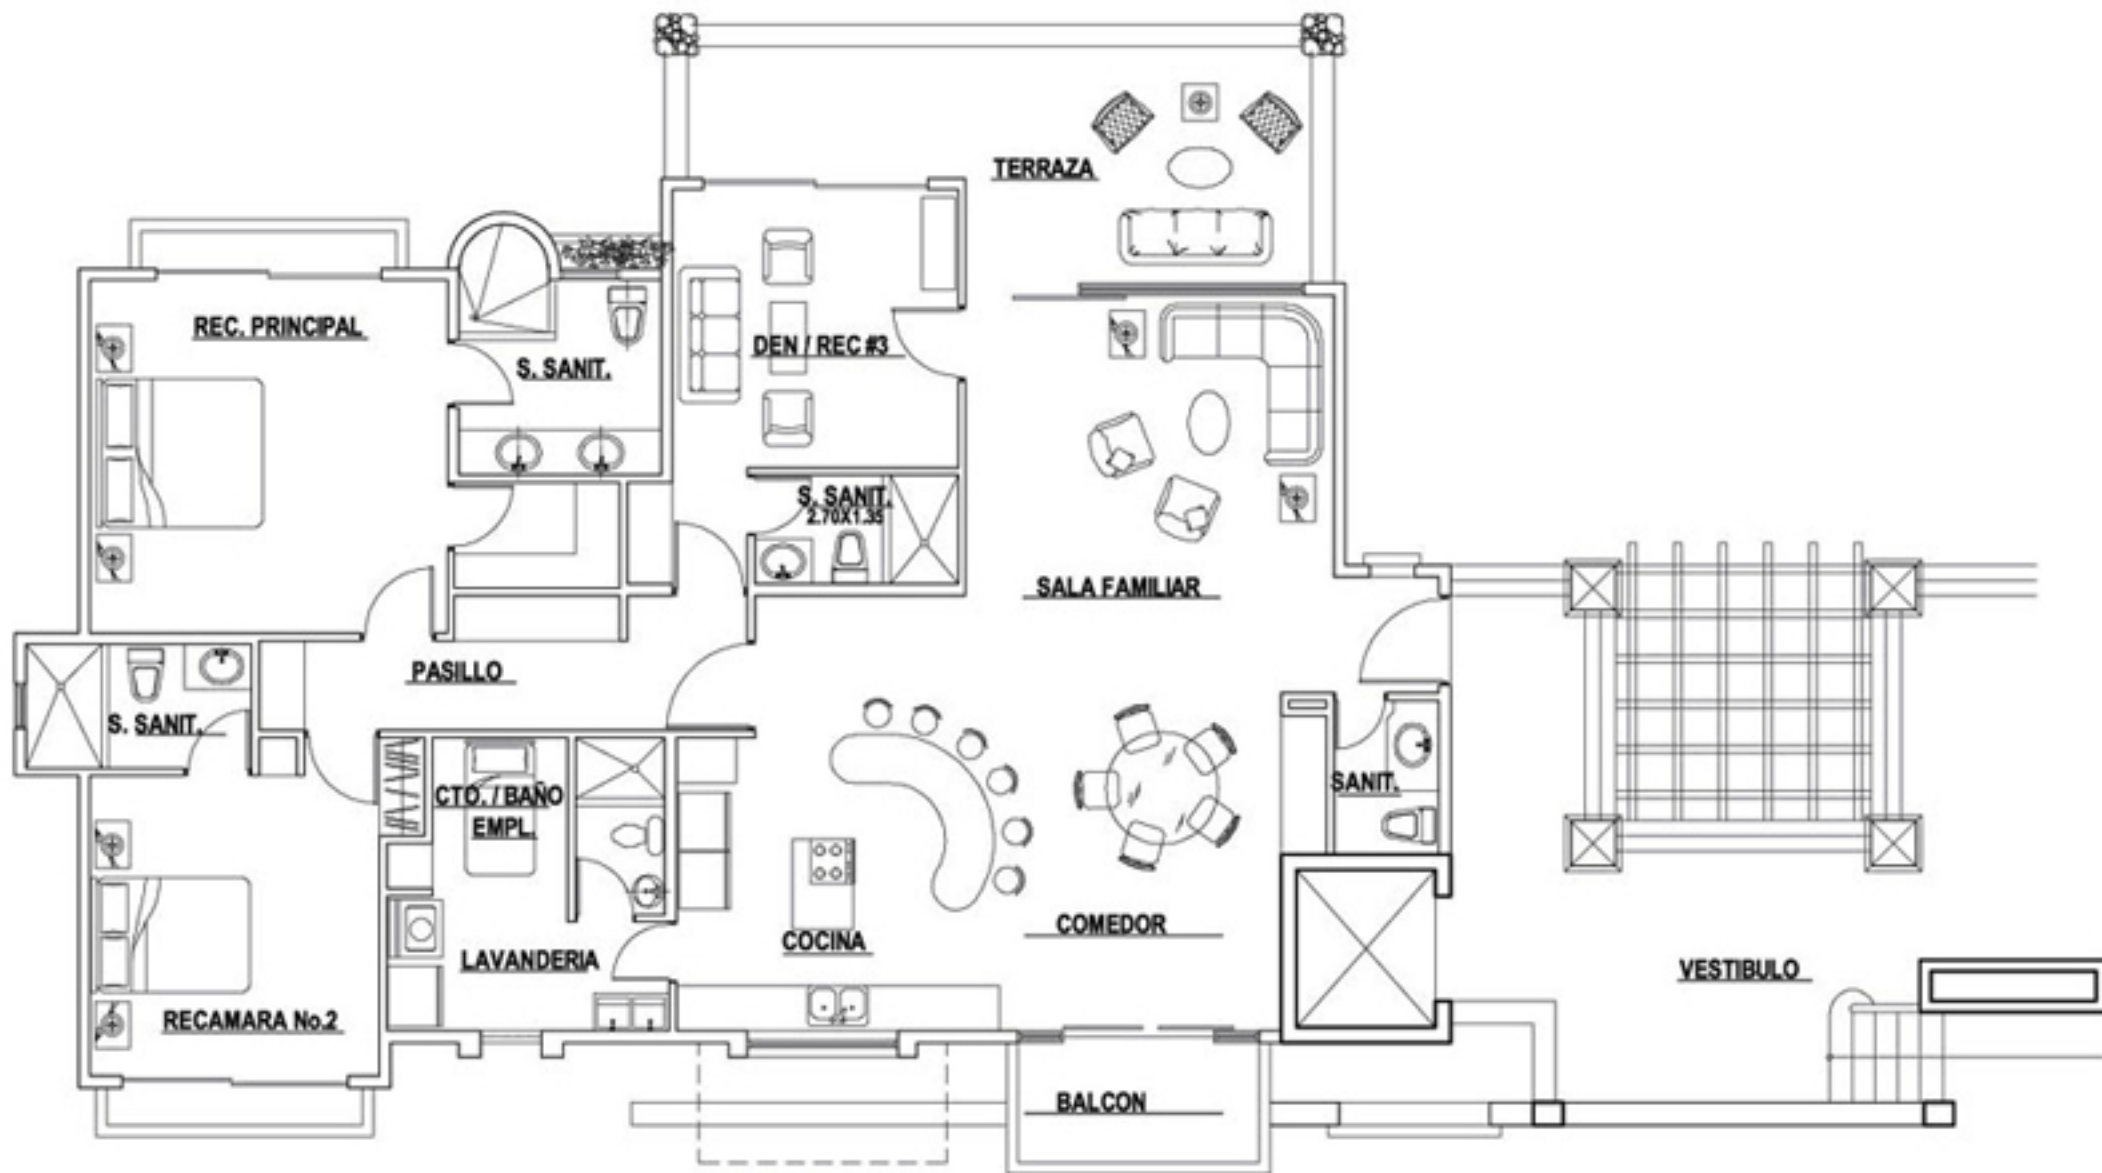 TERRAZA
REC. PRINCIPAL
DEN / REC #3
S. SANIT.
S. SANIT.
2.70X1.35
SALA FAMILIAR
PASILLO
S. SANIT.
CTO. / BAÑO
EMPL.
SANIT.
COCINA
COMEDOR
LAVANDERIA
VESTIBULO
RECAMARA No.2
BALCON